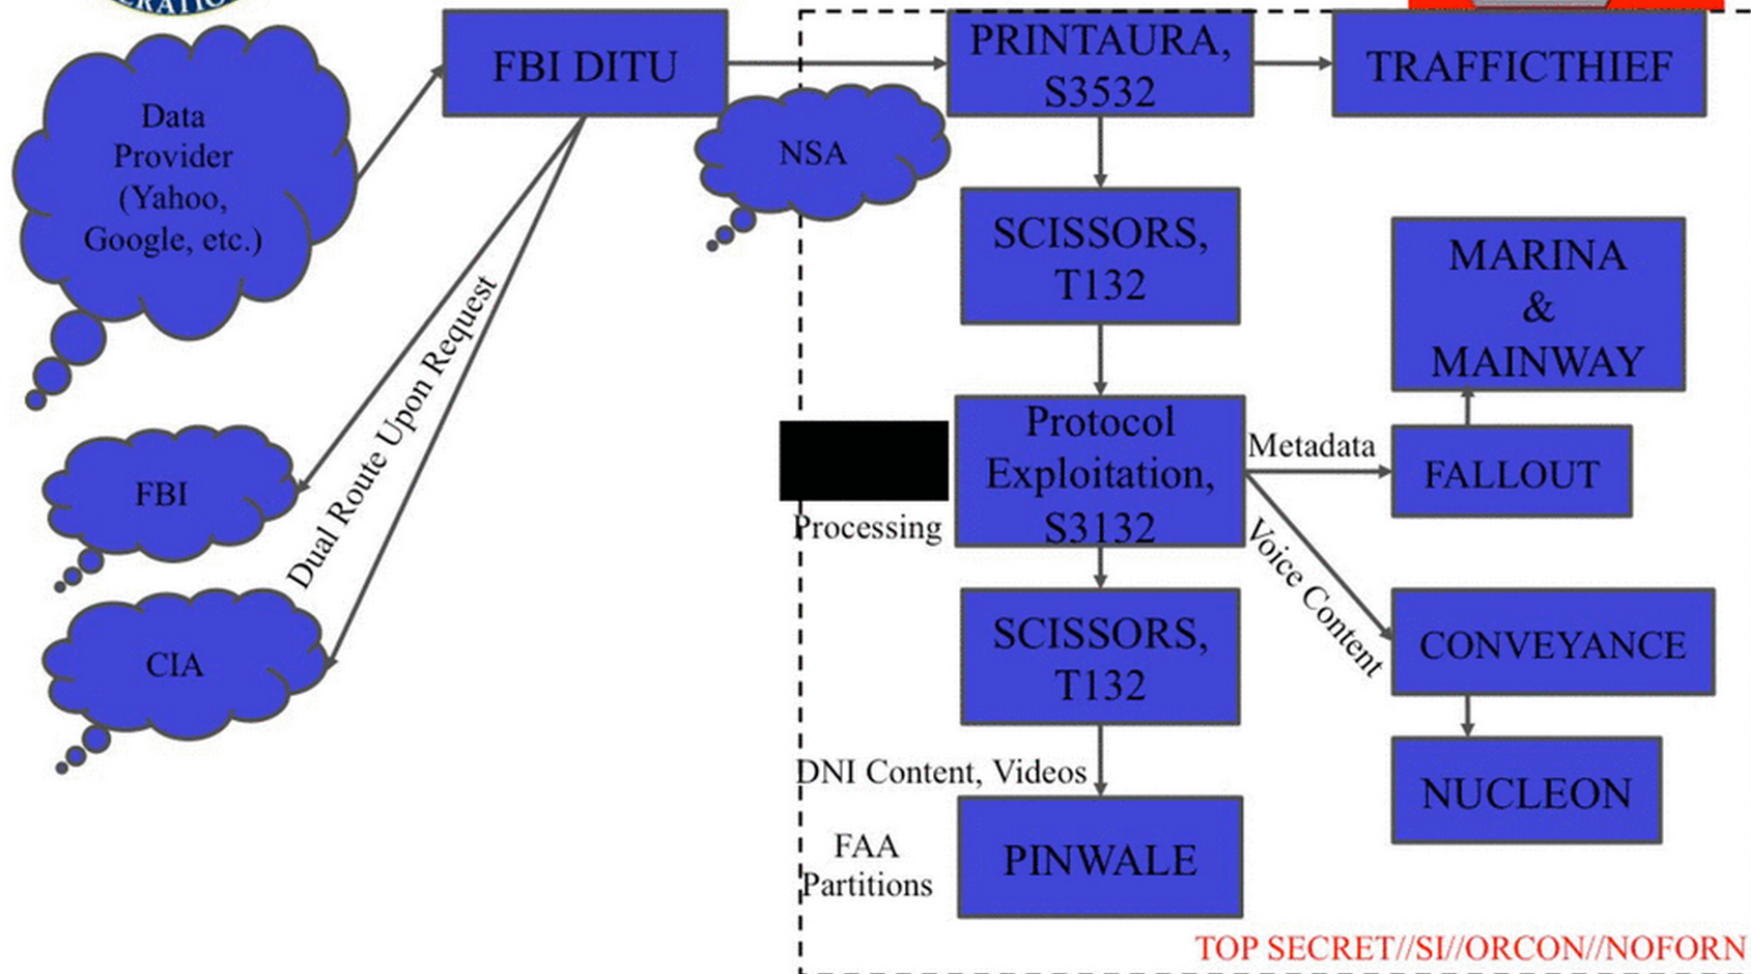 ERATIO
FBI DITU
PRINTAURA,
S3532
TRAFFICTHIEF
Data
Provider
(Yahoo,
Google, etc.)
NSA
SCISSORS,
T132
MARINA
&
MAINWAY
Dual Route Upon Request
FBI
Protocol
Exploitation,
S3132
Metadata
FALLOUT
Processing
Voice Content
CIA
SCISSORS,
T132
CONVEYANCE
DNI Content, Videos
NUCLEON
FAA
Partitions
PINWALE
TOP SECRET//SI//ORCON//NOFORN